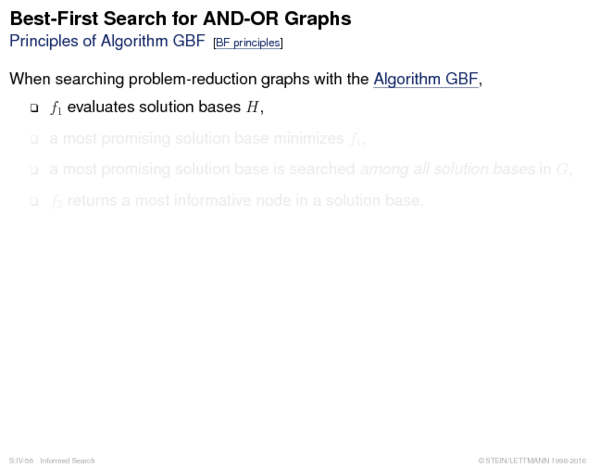 Best-First Search for AND-OR Graphs
Principles of Algorithm GBF [BF principles]
When searching problem-reduction graphs with the Algorithm GBF,
❑ f₁ evaluates solution bases H,
❑ a most promising solution base minimizes f₁,
❑ a most promising solution base is searched among all solution bases in G,
❑ f₂ returns a most informative node in a solution base.
S:IV-56 Informed Search © STEIN/LETTMANN 1998-2016